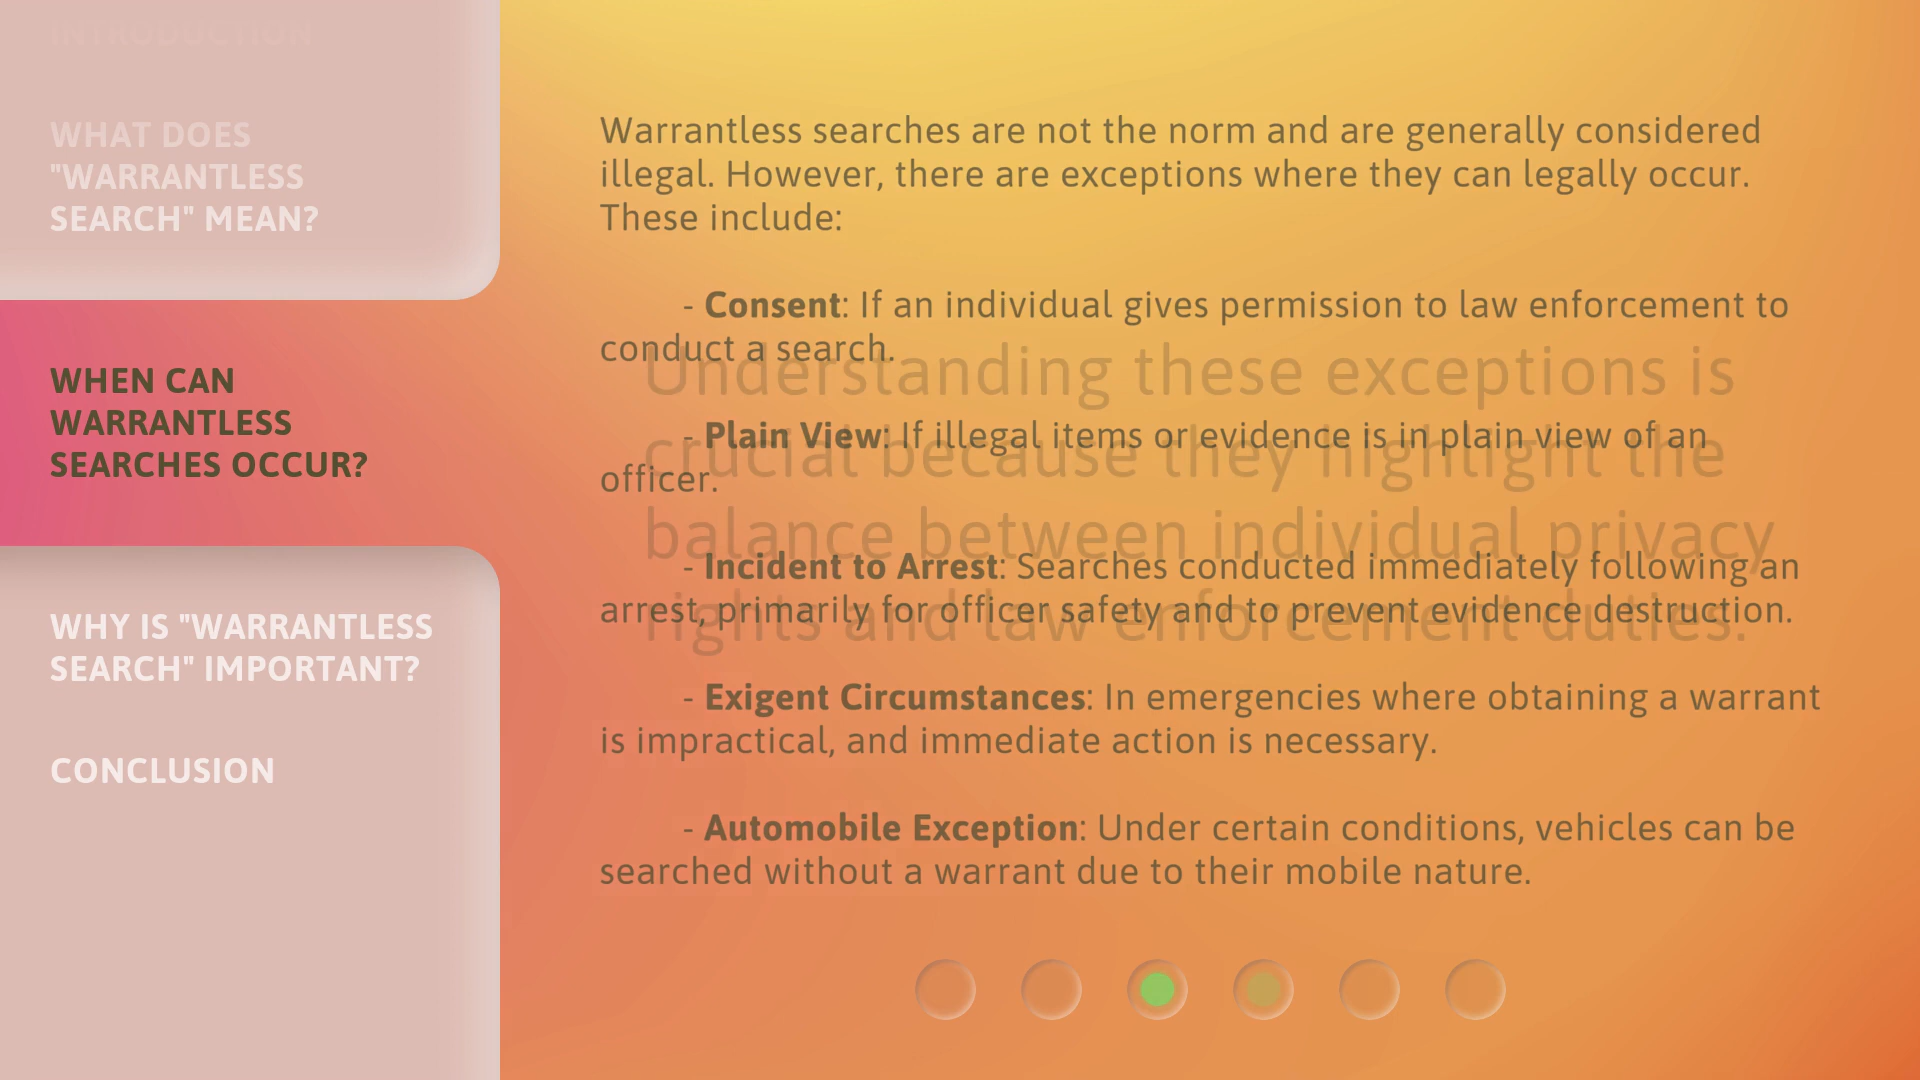 INTRODUCTION
WHAT DOES
"WARRANTLESS
SEARCH" MEAN?
WHEN CAN
WARRANTLESS
SEARCHES OCCUR?
WHY IS "WARRANTLESS
SEARCH" IMPORTANT?
CONCLUSION
Warrantless searches are not the norm and are generally considered
illegal. However, there are exceptions where they can legally occur.
These include:
- Consent: If an individual gives permission to law enforcement to
conduct a search.
- Plain View: If illegal items or evidence is in plain view of an
officer.
- Incident to Arrest: Searches conducted immediately following an
arrest, primarily for officer safety and to prevent evidence destruction.
- Exigent Circumstances: In emergencies where obtaining a warrant
is impractical, and immediate action is necessary.
- Automobile Exception: Under certain conditions, vehicles can be
searched without a warrant due to their mobile nature.
Understanding these exceptions is
crucial because they highlight the
balance between individual privacy
rights and law enforcement duties.